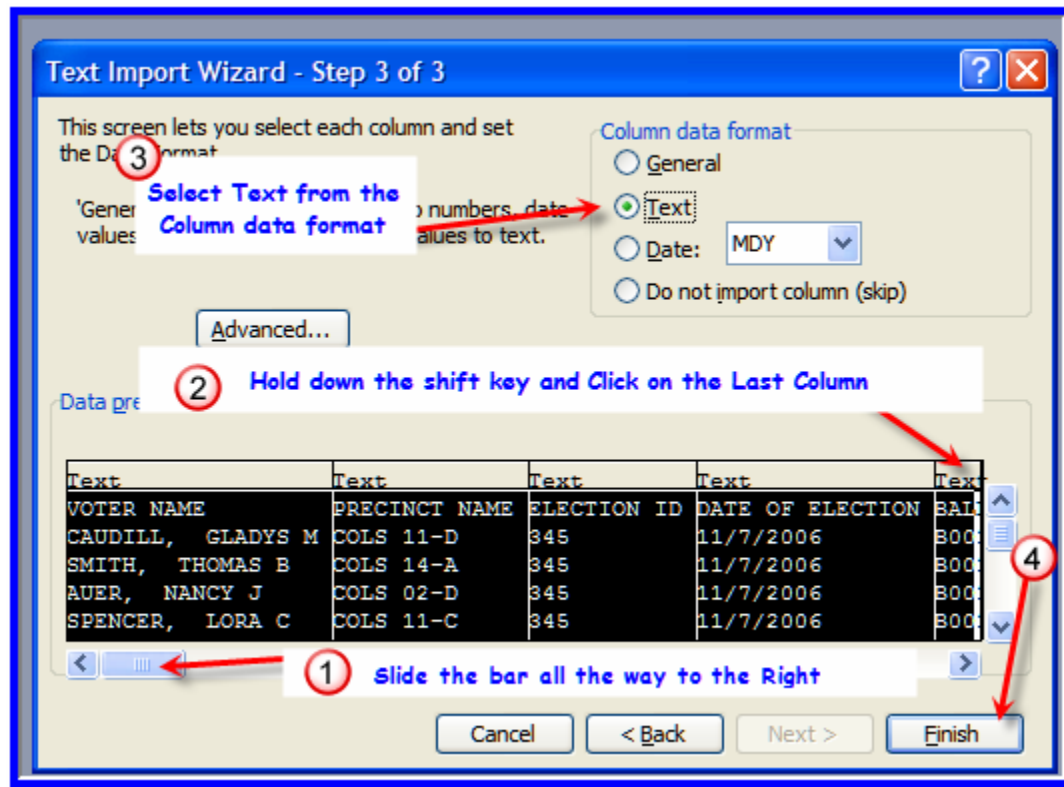 Text Import Wizard - Step 3 of 3
This screen lets you select each column and set
the Data Format.
3
Select Text from the
Column data format
'General' numbers, date
values values to text.
Column data format
General
Text
Date: MDY
Do not import column (skip)
Advanced...
2 Hold down the shift key and Click on the Last Column
Data
Text Text Text Text Text
VOTER NAME PRECINCT NAME ELECTION ID DATE OF ELECTION
CAUDILL, GLADYS M COLS 11-D 345 11/7/2006
SMITH, THOMAS B COLS 14-A 345 11/7/2006
AUER, NANCY J COLS 02-D 345 11/7/2006
SPENCER, LORA C COLS 11-C 345 11/7/2006
4
1 Slide the bar all the way to the Right
Cancel < Back Next > Finish